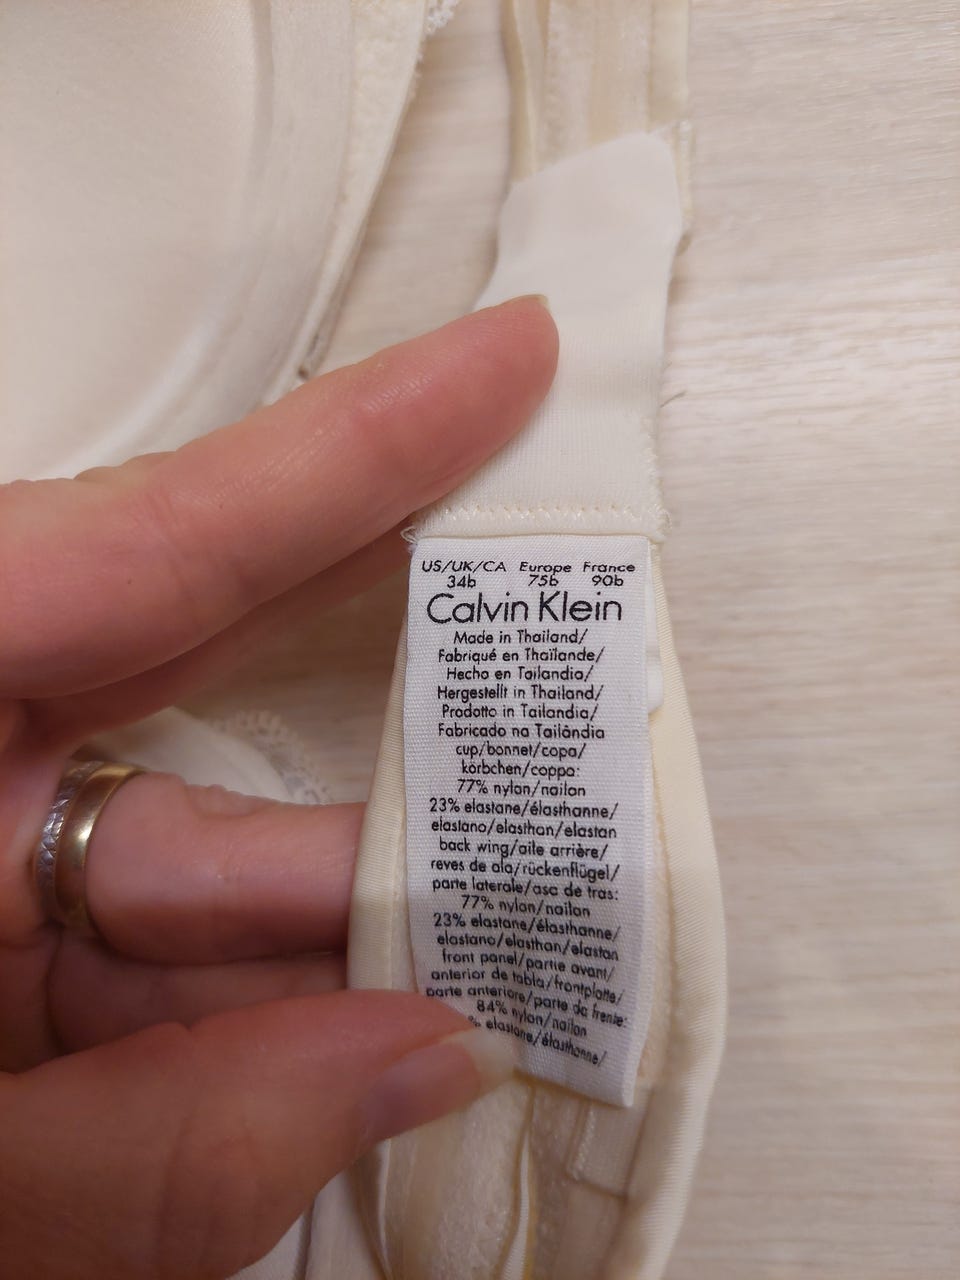 US/UK/CA Europe France
34b 75b 90b
Calvin Klein
Made in Thailand/
Fabriqué en Thaïlande/
Hecho en Tailandia/
Hergestellt in Thailand/
Prodotto in Tailandia/
Fabricado na Tailândia
cup/bonnet/copa/
körbchen/coppa:
77% nylon/nailon
23% elastane/élasthanne/
elastano/elasthan/elastan
back wing/aile arrière/
reves de ala/rückenflügel/
parte laterale/asc de tras:
77% nylon/nailon
23% elastane/élasthanne/
elastano/elasthan/elastan
front panel/partie avant/
anterior de tabla/frontplatte/
parte anteriore/parte da frente:
84% nylon/nailon
% elastane/élasthanne/